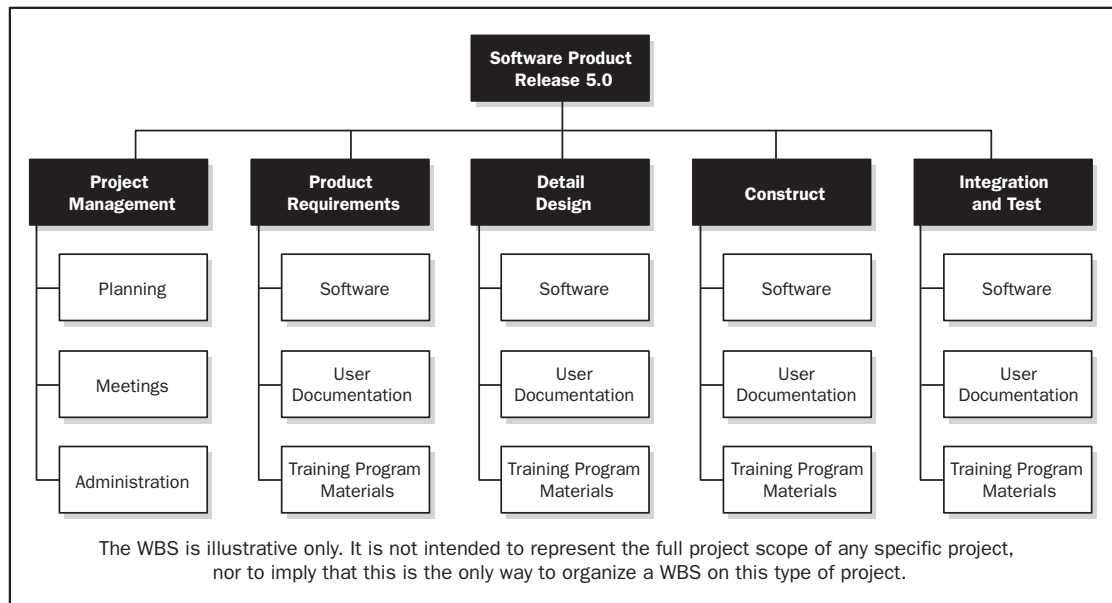 Software Product
Release 5.0
Project
Management
Product
Requirements
Detail
Design
Construct
Integration
and Test
Planning
Software
Software
Software
Software
Meetings
User
Documentation
User
Documentation
User
Documentation
User
Documentation
Administration
Training Program
Materials
Training Program
Materials
Training Program
Materials
Training Program
Materials
The WBS is illustrative only. It is not intended to represent the full project scope of any specific project,
nor to imply that this is the only way to organize a WBS on this type of project.